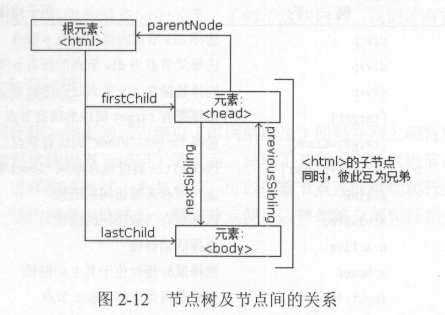 根元素:
<html>
parentNode
firstChild
元素:
<head>
nextSibling
previousSibling
<html>的子节点
同时，彼此互为兄弟
lastChild
元素:
<body>
图 2-12 节点树及节点间的关系